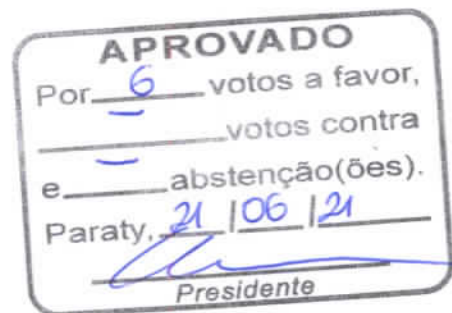 APROVADO
Por 6 votos a favor,
- votos contra
e - abstenção(ões).
Paraty, 21 / 06 / 21
Presidente